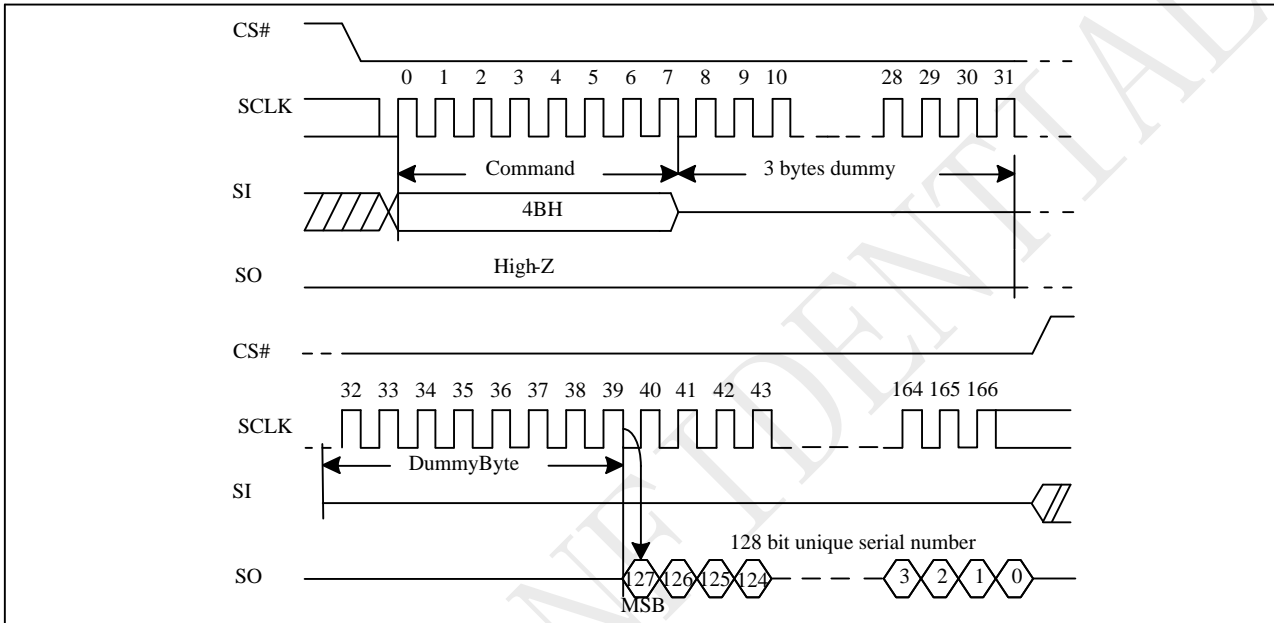 CS#
0 1 2 3 4 5 6 7 8 9 10 28 29 30 31
SCLK
Command 3 bytes dummy
SI
4BH
High-Z
SO
CS#
32 33 34 35 36 37 38 39 40 41 42 43 164 165 166
SCLK
DummyByte
SI
128 bit unique serial number
SO
127 126 125 124 3 2 1 0
MSB